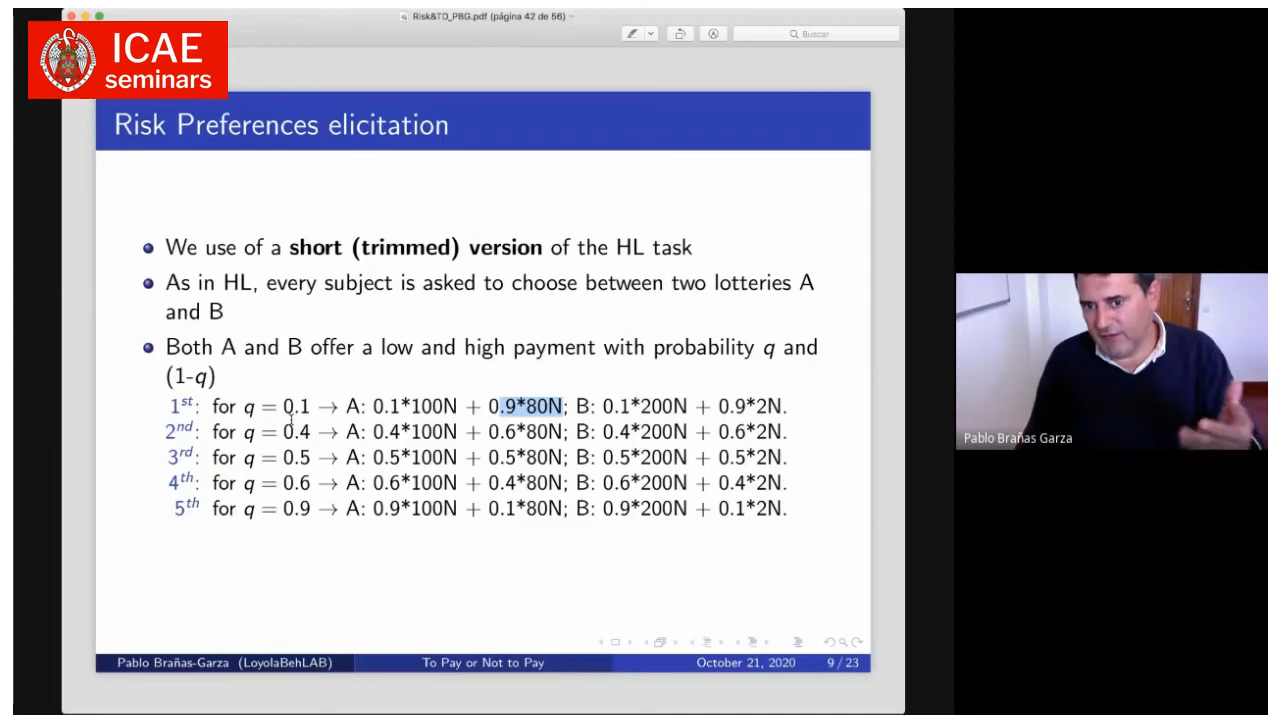 Risk&TD_PBG.pdf (página 42 de 56)
Buscar
ICAE
seminars
Risk Preferences elicitation
We use of a short (trimmed) version of the HL task
As in HL, every subject is asked to choose between two lotteries A
and B
Both A and B offer a low and high payment with probability q and
(1-q)
1st: for q = 0.1 → A: 0.1*100N + 0.9*80N; B: 0.1*200N + 0.9*2N.
2nd: for q = 0.4 → A: 0.4*100N + 0.6*80N; B: 0.4*200N + 0.6*2N.
3rd: for q = 0.5 → A: 0.5*100N + 0.5*80N; B: 0.5*200N + 0.5*2N.
4th: for q = 0.6 → A: 0.6*100N + 0.4*80N; B: 0.6*200N + 0.4*2N.
5th for q = 0.9 → A: 0.9*100N + 0.1*80N; B: 0.9*200N + 0.1*2N.
Pablo Brañas-Garza (LoyolaBehLAB) To Pay or Not to Pay October 21, 2020 9 / 23
Pablo Brañas Garza